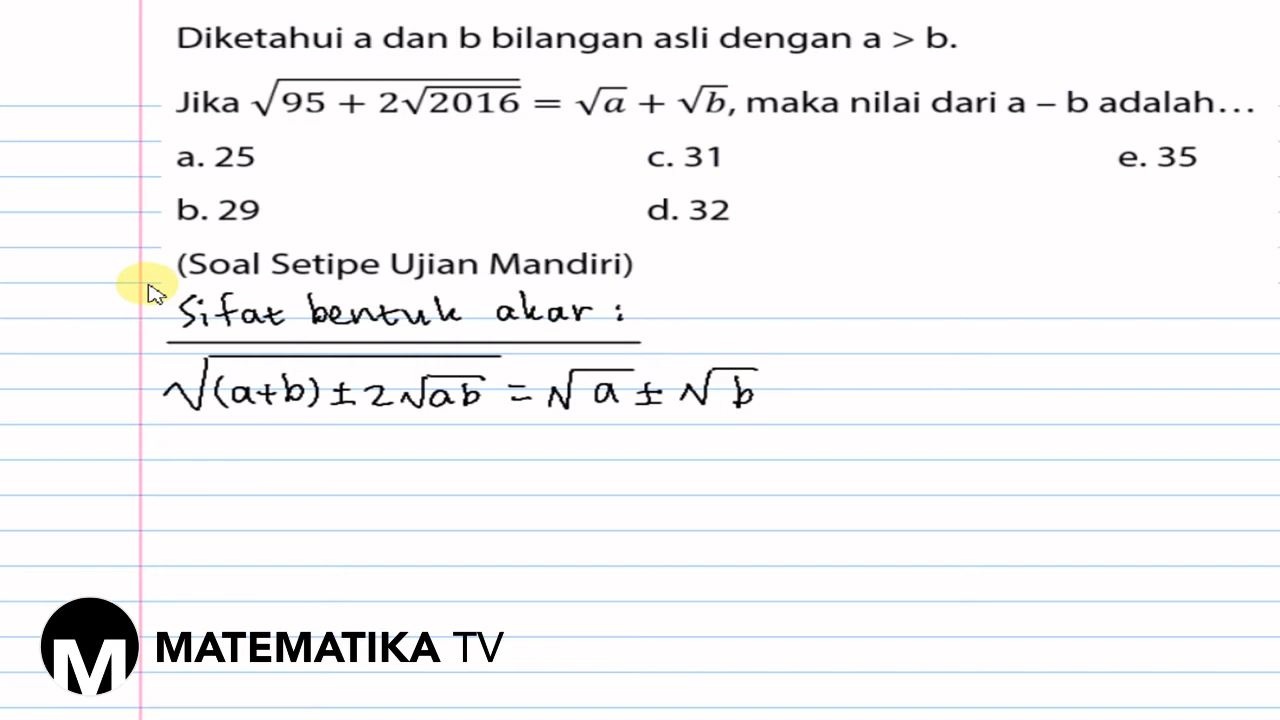 Diketahui a dan b bilangan asli dengan a > b.
Jika √(95 + 2√2016) = √a + √b, maka nilai dari a – b adalah...
a. 25 c. 31 e. 35
b. 29 d. 32
(Soal Setipe Ujian Mandiri)
Sifat bentuk akar :
√((a+b) ± 2√ab) = √a ± √b
M MATEMATIKA TV